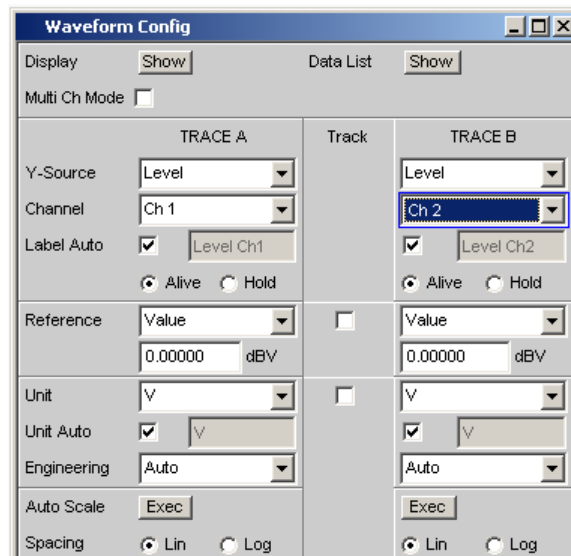 Waveform Config
Display Show Data List Show
Multi Ch Mode
TRACE A Track TRACE B
Y-Source Level Level
Channel Ch 1 Ch 2
Label Auto Level Ch1 Level Ch2
Alive Hold Alive Hold
Reference Value Value
0.00000 dBV 0.00000 dBV
Unit V V
Unit Auto V V
Engineering Auto Auto
Auto Scale Exec Exec
Spacing Lin Log Lin Log